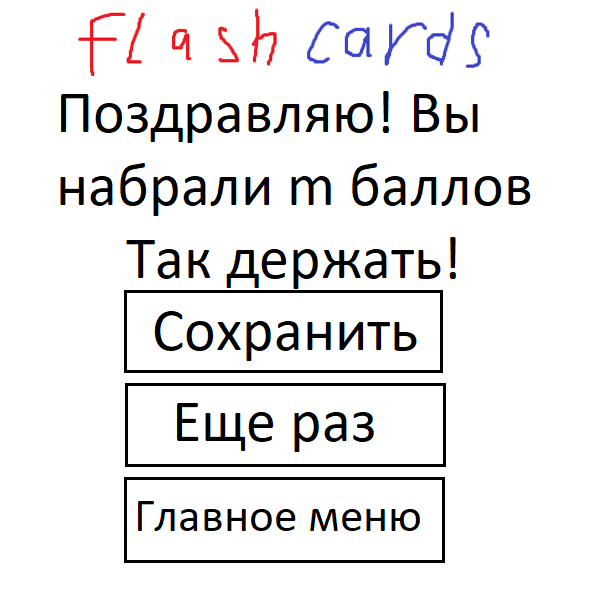 flash cards
Поздравляю! Вы
набрали m баллов
Так держать!
Сохранить
Еще раз
Главное меню